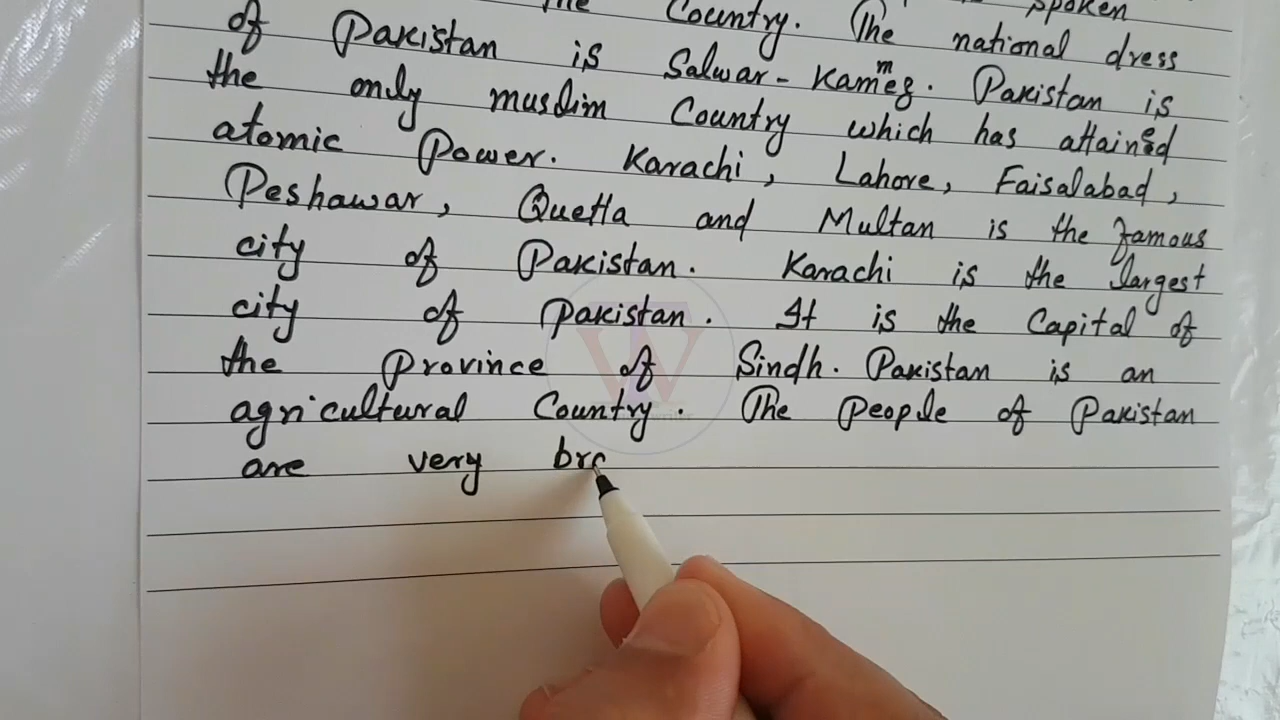 the Country. The spoken
of Pakistan is Salwar-Kameez. national dress
the only muslim Country which has attained Pakistan is
atomic Power. Karachi, Lahore, Faisalabad,
Peshawar, Quetta and Multan is the famous
city of Pakistan. Karachi is the largest
city of Pakistan. It is the Capital of
the Province of Sindh. Pakistan is an
agricultural Country. The People of Pakistan
are very bra